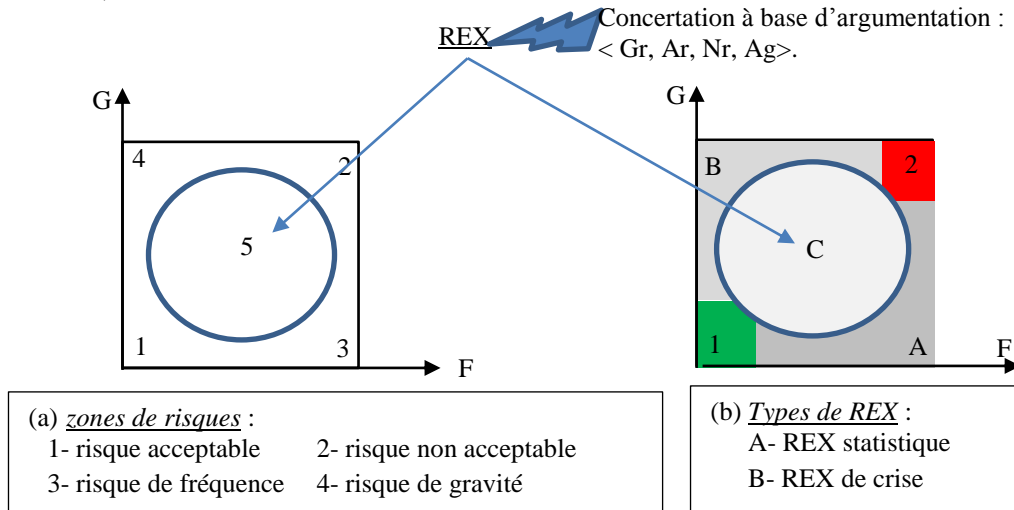 Concertation à base d'argumentation :
REX
< Gr, Ar, Nr, Ag>.
G
4
2
5
1
3
F
G
B
2
C
1
A
F
(a) zones de risques :
1- risque acceptable 2- risque non acceptable
3- risque de fréquence 4- risque de gravité
(b) Types de REX :
A- REX statistique
B- REX de crise